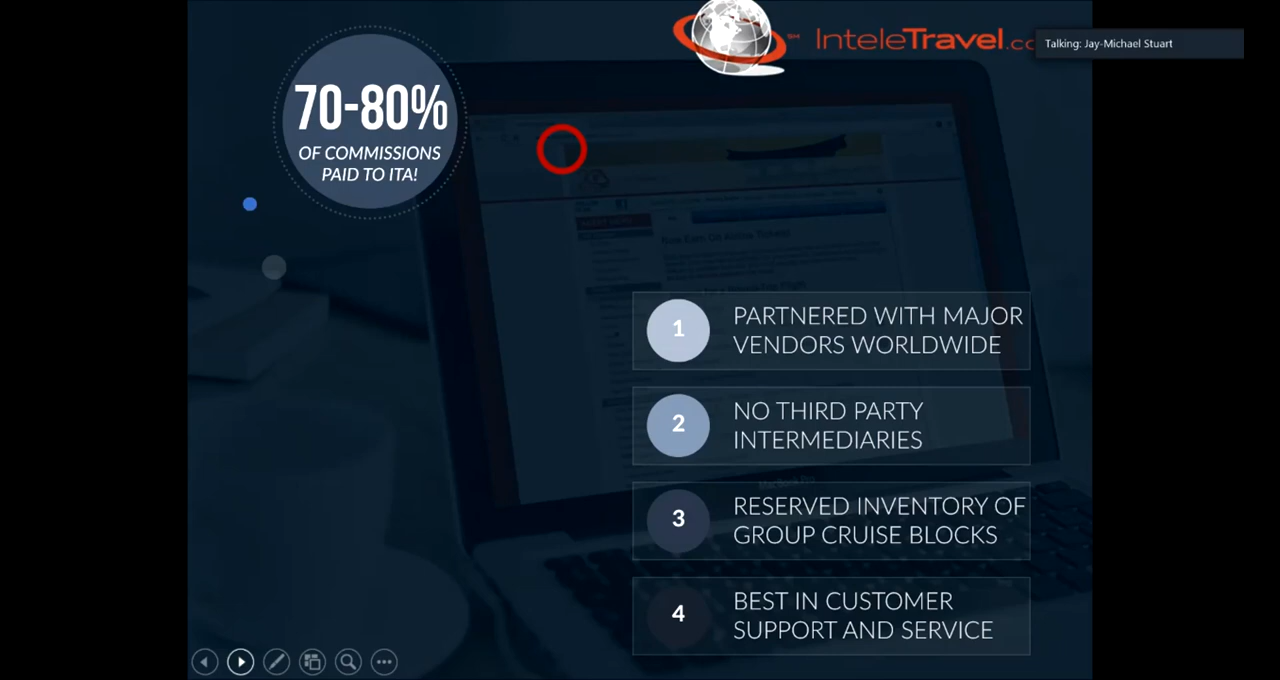 InteleTravel.co
Talking: Jay-Michael Stuart
70-80%
OF COMMISSIONS
PAID TO ITA!
1
PARTNERED WITH MAJOR
VENDORS WORLDWIDE
2
NO THIRD PARTY
INTERMEDIARIES
3
RESERVED INVENTORY OF
GROUP CRUISE BLOCKS
4
BEST IN CUSTOMER
SUPPORT AND SERVICE